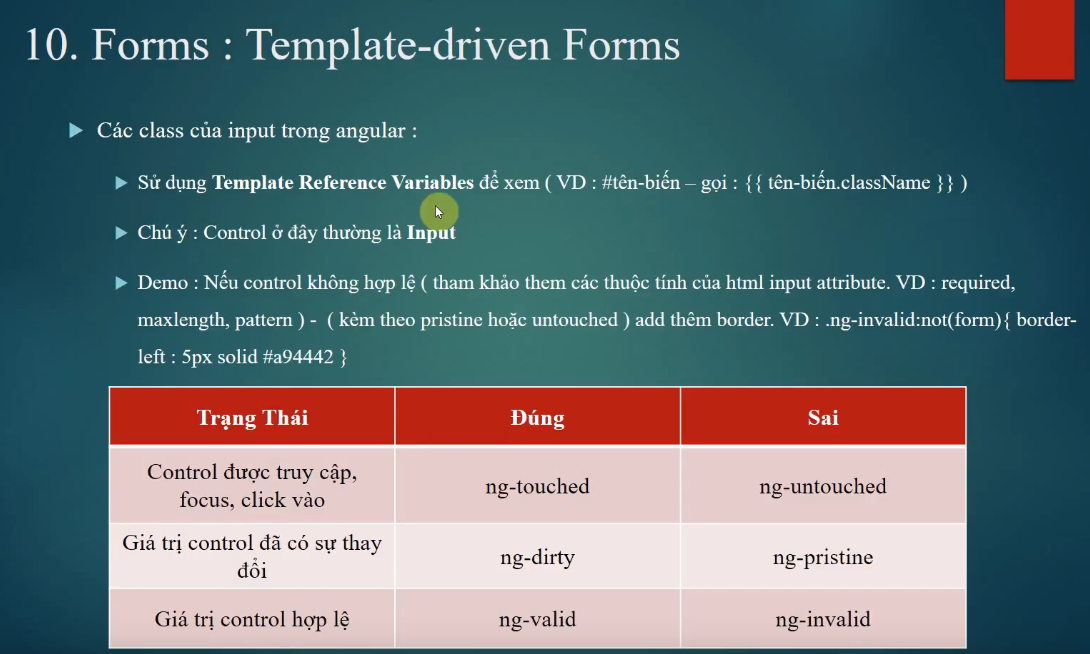 10. Forms : Template-driven Forms
Các class của input trong angular :
Sử dụng Template Reference Variables để xem ( VD : #tên-biến – gọi : {{ tên-biến.className }} )
Chú ý : Control ở đây thường là Input
Demo : Nếu control không hợp lệ ( tham khảo them các thuộc tính của html input attribute. VD : required,
maxlength, pattern ) - ( kèm theo pristine hoặc untouched ) add thêm border. VD : .ng-invalid:not(form){ border-
left : 5px solid #a94442 }
Trạng Thái Đúng Sai
Control được truy cập,
focus, click vào
ng-touched ng-untouched
Giá trị control đã có sự thay
đổi
ng-dirty ng-pristine
Giá trị control hợp lệ ng-valid ng-invalid